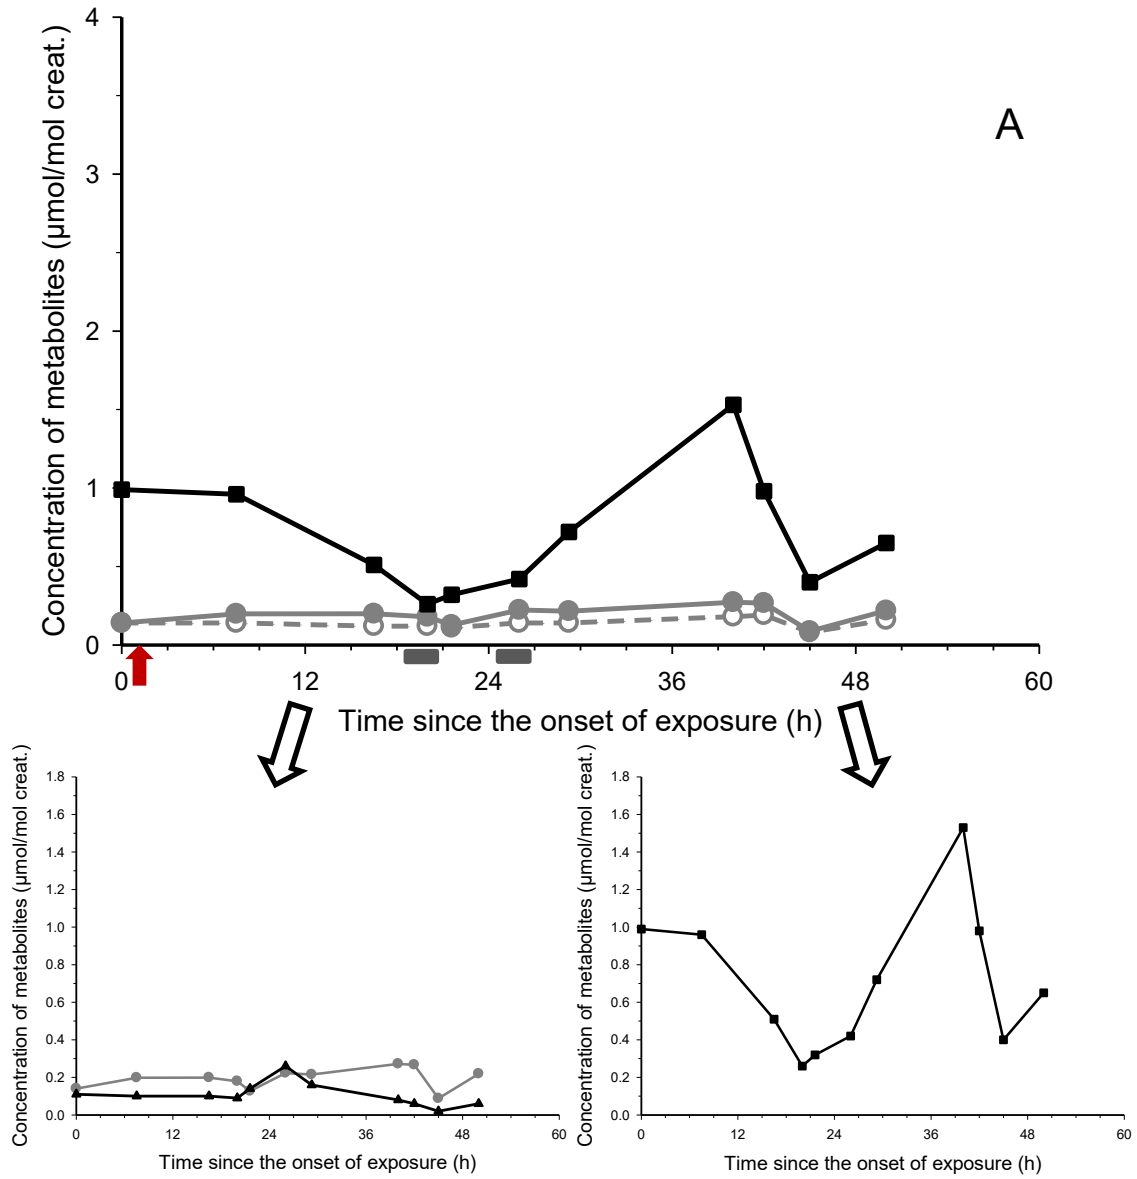 Concentration of metabolites (µmol/mol creat.)
4
3
2
1
0
A
0 12 24 36 48 60
Time since the onset of exposure (h)
Concentration of metabolites (µmol/mol creat.)
1.8
1.6
1.4
1.2
1.0
0.8
0.6
0.4
0.2
0.0
0 12 24 36 48 60
Time since the onset of exposure (h)
Concentration of metabolites (µmol/mol creat.)
1.8
1.6
1.4
1.2
1.0
0.8
0.6
0.4
0.2
0.0
0 12 24 36 48 60
Time since the onset of exposure (h)